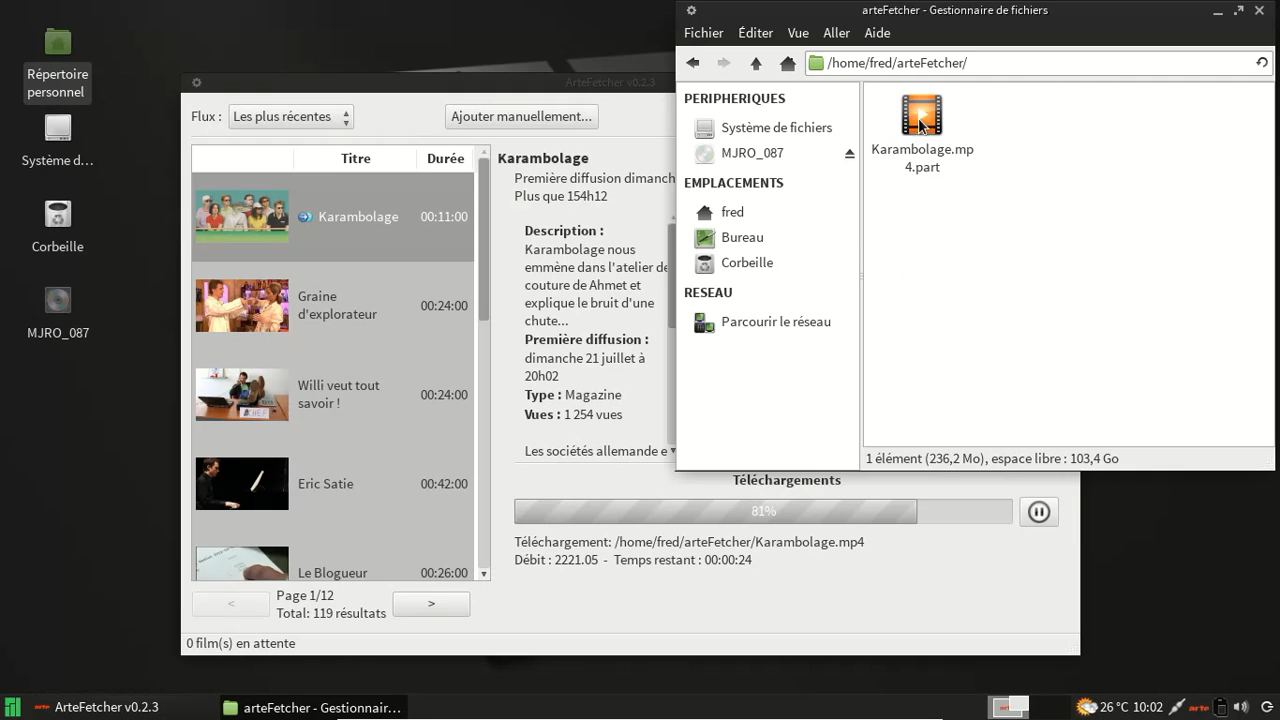 Répertoire
personnel
Système d...
Corbeille
MJRO_087
ArteFetcher v0.2.3
Flux :
Les plus récentes
Ajouter manuellement...
Titre
Durée
Karambolage
00:11:00
Graine
d'explorateur
00:24:00
Willi veut tout
savoir !
00:24:00
Eric Satie
00:42:00
Le Blogueur
00:26:00
<
Page 1/12
Total: 119 résultats
>
0 film(s) en attente
Karambolage
Première diffusion dimanch
Plus que 154h12
Description :
Karambolage nous
emmène dans l'atelier de
couture de Ahmet et
explique le bruit d'une
chute...
Première diffusion :
dimanche 21 juillet à
20h02
Type : Magazine
Vues : 1 254 vues
Les sociétés allemande e
Téléchargements
81%
Téléchargement: /home/fred/arteFetcher/Karambolage.mp4
Débit : 2221.05 - Temps restant : 00:00:24
arteFetcher - Gestionnaire de fichiers
Fichier Éditer Vue Aller Aide
/home/fred/arteFetcher/
PERIPHERIQUES
Système de fichiers
MJRO_087
EMPLACEMENTS
fred
Bureau
Corbeille
RESEAU
Parcourir le réseau
Karambolage.mp
4.part
1 élément (236,2 Mo), espace libre : 103,4 Go
ArteFetcher v0.2.3
arteFetcher - Gestionnair...
arte
26 °C
10:02
arte